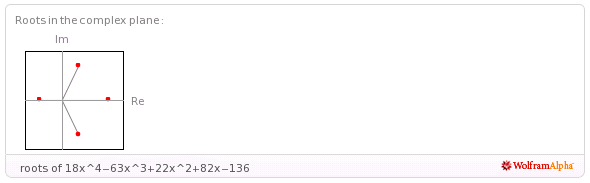 Roots in the complex plane:
Im
Re
roots of 18x^4−63x^3+22x^2+82x−136
WolframAlpha